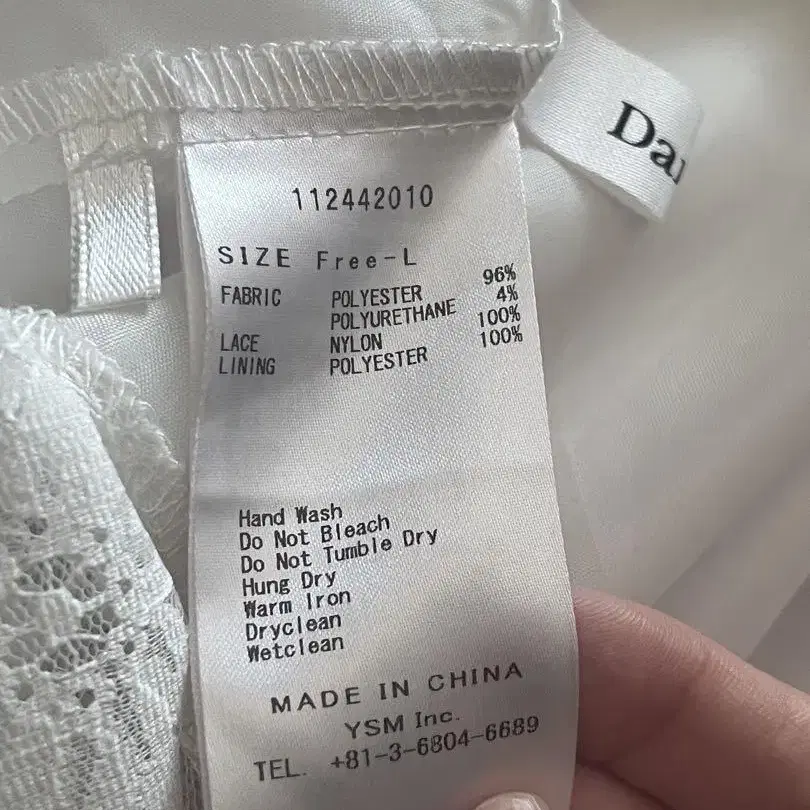 112442010
SIZE Free-L
FABRIC POLYESTER 96%
POLYURETHANE 4%
LACE NYLON 100%
LINING POLYESTER 100%
Hand Wash
Do Not Bleach
Do Not Tumble Dry
Hung Dry
Warm Iron
Dryclean
Wetclean
MADE IN CHINA
YSM Inc.
TEL. +81-3-6804-6689